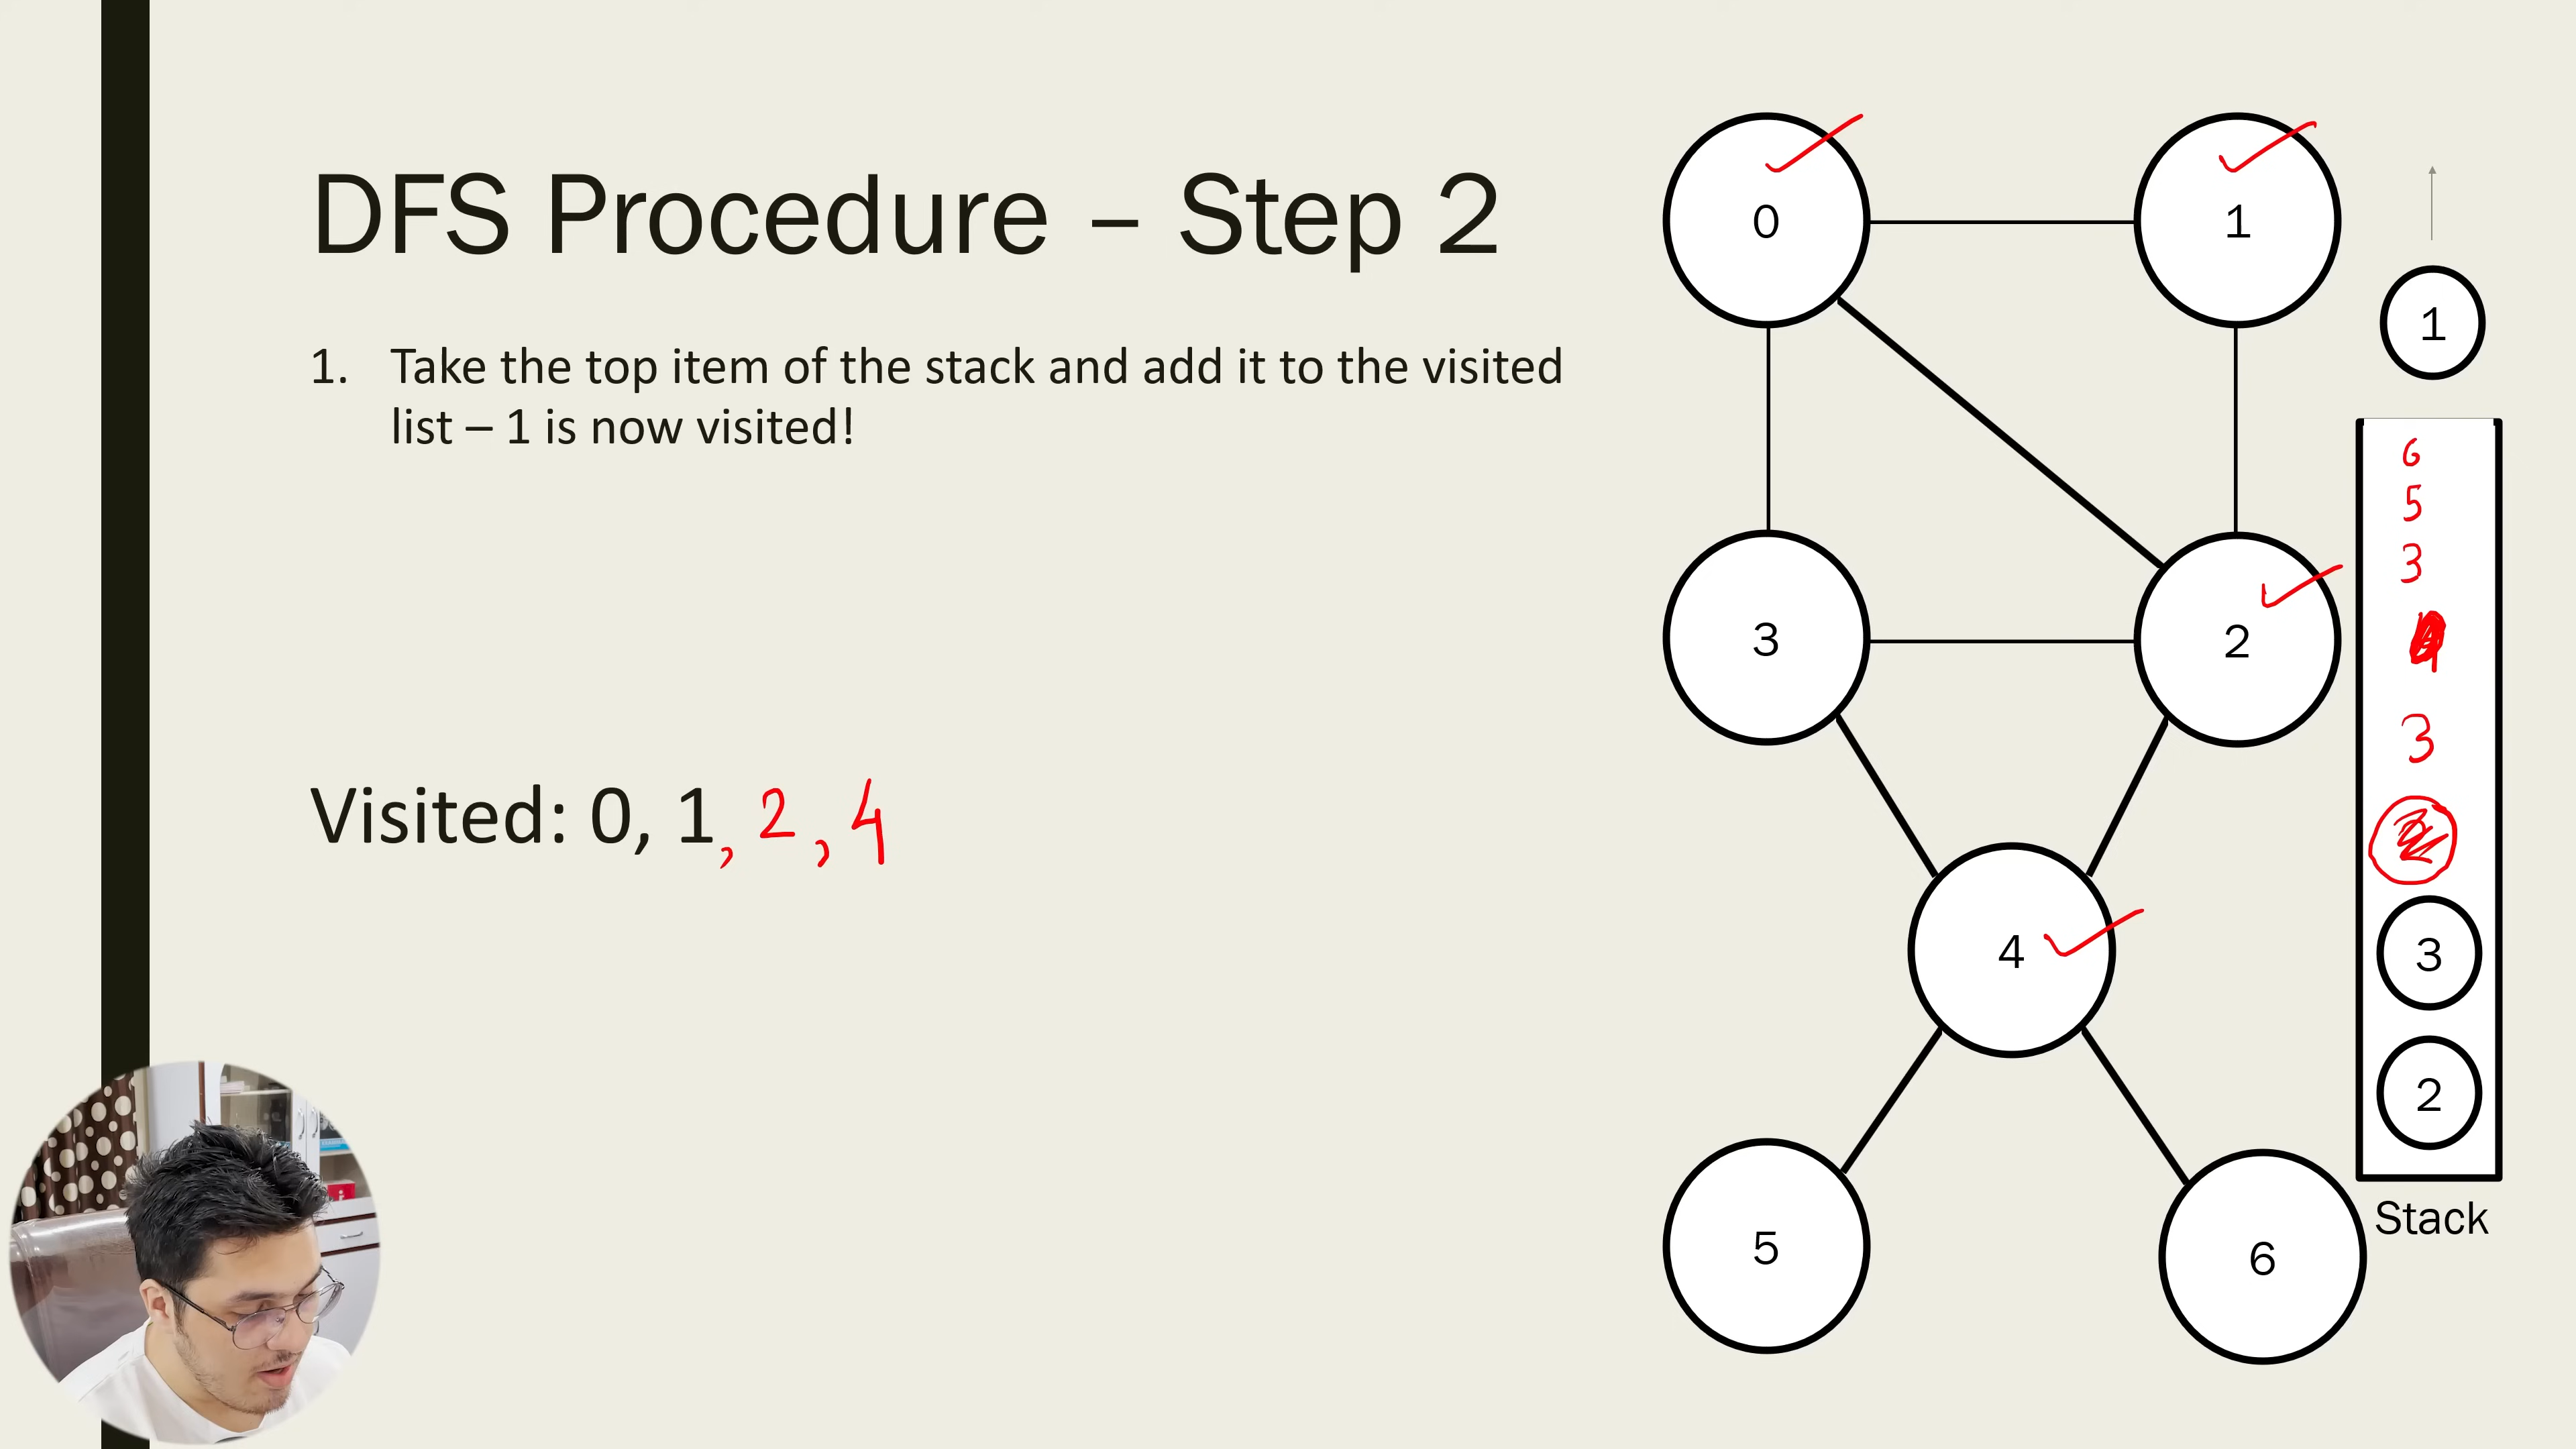 DFS Procedure – Step 2
1. Take the top item of the stack and add it to the visited
list – 1 is now visited!
Visited: 0, 1, 2, 4
0
1
3
2
4
5
6
1
6
5
3
3
3
2
Stack